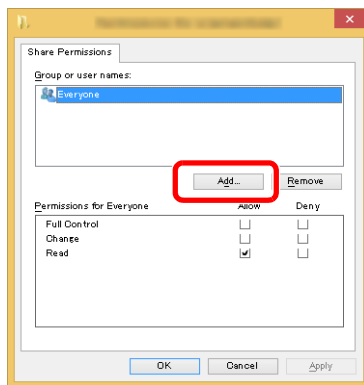 Share Permissions
Group or user names:
Everyone
Add... Remove
Permissions for Everyone Allow Deny
Full Control
Change
Read
OK Cancel Apply